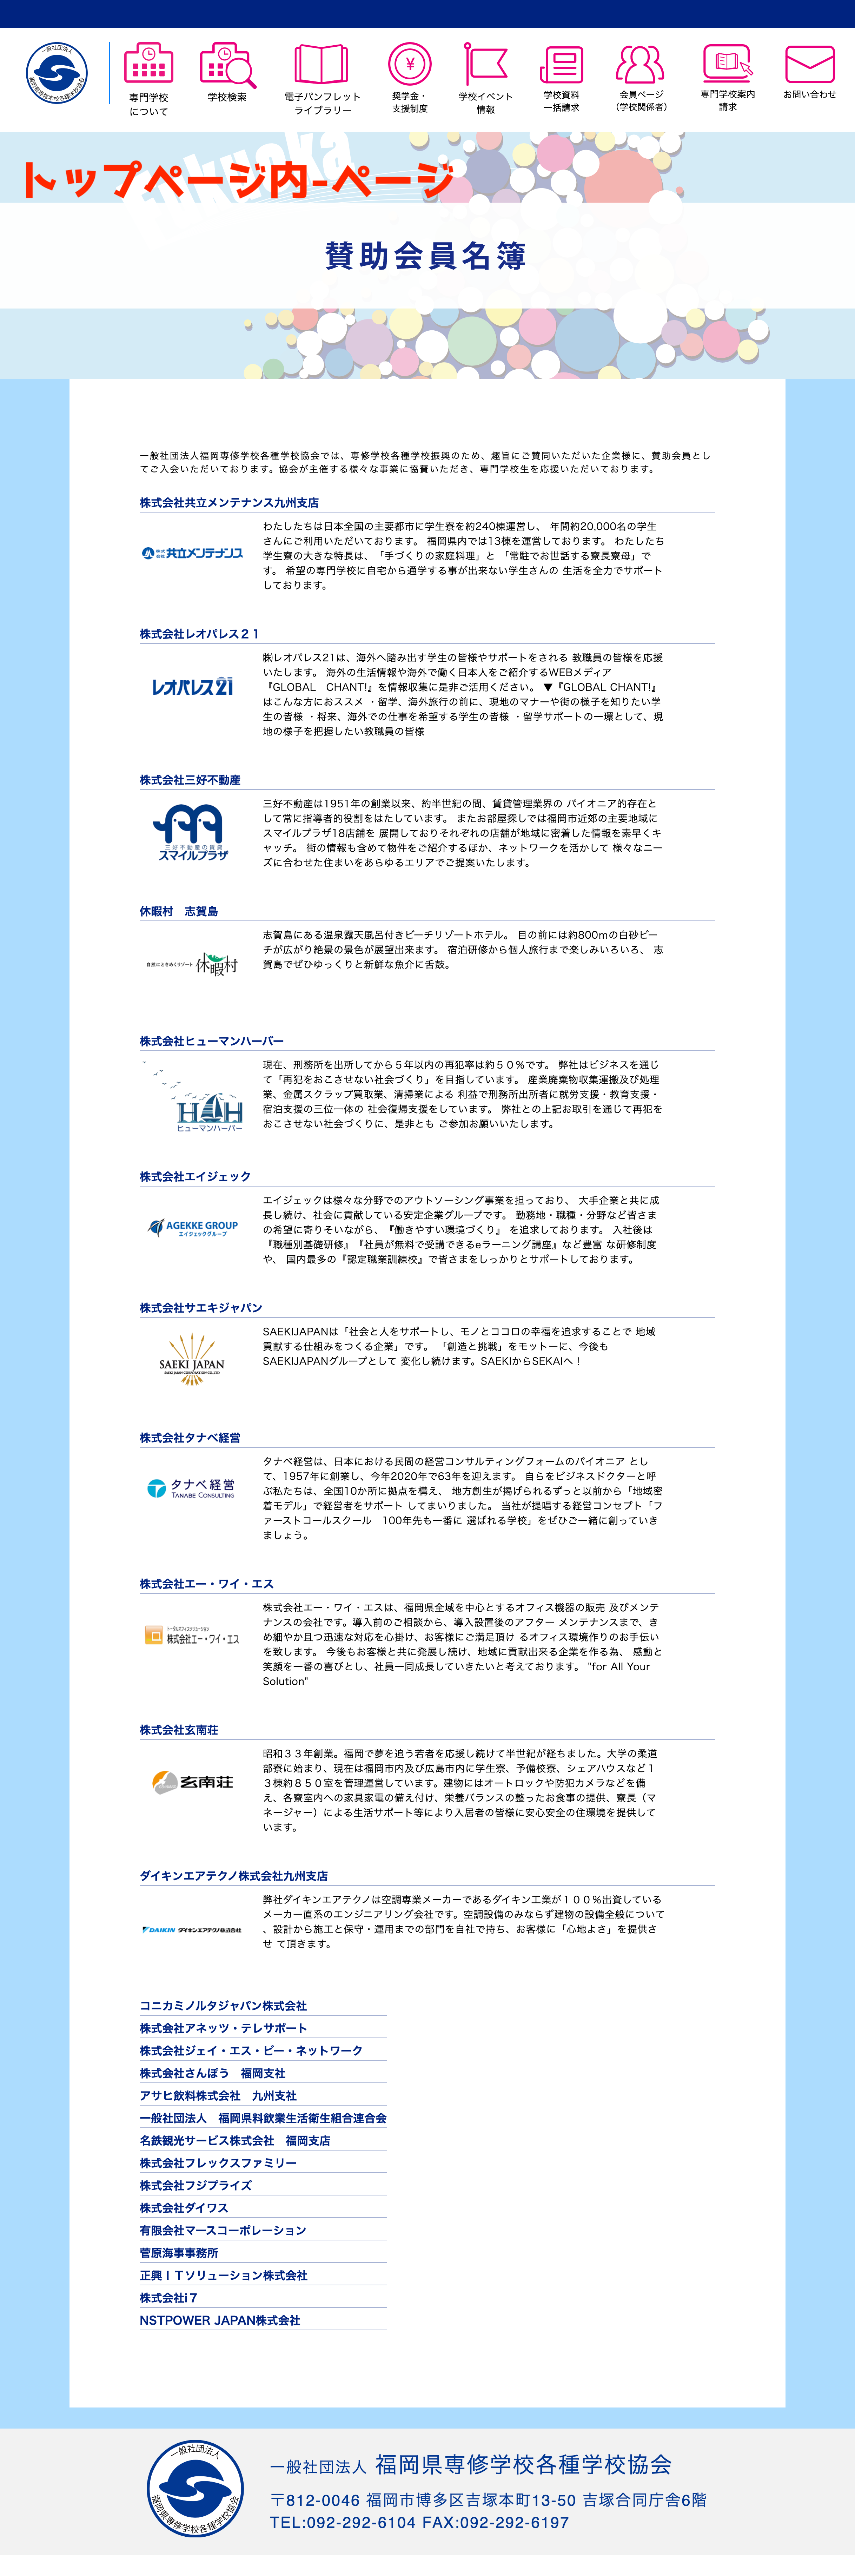 一般社団法人
福岡県専修学校各種学校協会
専門学校
について
学校検索
電子パンフレット
ライブラリー
¥
奨学金・
支援制度
学校イベント
情報
学校資料
一括請求
会員ページ
(学校関係者)
専門学校案内
請求
お問い合わせ
トップページ内-ページ
賛助会員名簿
一般社団法人福岡専修学校各種学校協会では、専修学校各種学校振興のため、趣旨にご賛同いただいた企業様に、賛助会員とし
てご入会いただいております。協会が主催する様々な事業に協賛いただき、専門学校生を応援いただいております。
株式会社共立メンテナンス九州支店
株式会社 共立メンテナンス
わたしたちは日本全国の主要都市に学生寮を約240棟運営し、 年間約20,000名の学生
さんにご利用いただいております。 福岡県内では13棟を運営しております。 わたしたち
学生寮の大きな特長は、「手づくりの家庭料理」と 「常駐でお世話する寮長寮母」で
す。 希望の専門学校に自宅から通学する事が出来ない学生さんの 生活を全力でサポート
しております。
株式会社レオパレス２１
レオパレス21
㈱レオパレス21は、海外へ踏み出す学生の皆様やサポートをされる 教職員の皆様を応援
いたします。 海外の生活情報や海外で働く日本人をご紹介するWEBメディア
『GLOBAL　CHANT!』を情報収集に是非ご活用ください。 ▼『GLOBAL CHANT!』
はこんな方におススメ ・留学、海外旅行の前に、現地のマナーや街の様子を知りたい学
生の皆様 ・将来、海外での仕事を希望する学生の皆様 ・留学サポートの一環として、現
地の様子を把握したい教職員の皆様
株式会社三好不動産
三好不動産の賃貸
スマイルプラザ
三好不動産は1951年の創業以来、約半世紀の間、賃貸管理業界の パイオニア的存在と
して常に指導者的役割をはたしています。 またお部屋探しでは福岡市近郊の主要地域に
スマイルプラザ18店舗を 展開しておりそれぞれの店舗が地域に密着した情報を素早くキ
ャッチ。 街の情報も含めて物件をご紹介するほか、ネットワークを活かして 様々なニー
ズに合わせた住まいをあらゆるエリアでご提案いたします。
休暇村　志賀島
自然にときめくリゾート 休暇村
志賀島にある温泉露天風呂付きビーチリゾートホテル。 目の前には約800mの白砂ビー
チが広がり絶景の景色が展望出来ます。 宿泊研修から個人旅行まで楽しみいろいろ、 志
賀島でぜひゆっくりと新鮮な魚介に舌鼓。
株式会社ヒューマンハーバー
HH
ヒューマンハーバー
現在、刑務所を出所してから５年以内の再犯率は約５０％です。 弊社はビジネスを通じ
て「再犯をおこさせない社会づくり」を目指しています。 産業廃棄物収集運搬及び処理
業、金属スクラップ買取業、清掃業による 利益で刑務所出所者に就労支援・教育支援・
宿泊支援の三位一体の 社会復帰支援をしています。 弊社との上記お取引を通じて再犯を
おこさせない社会づくりに、是非とも ご参加お願いいたします。
株式会社エイジェック
AGEKKE GROUP
エイジェックグループ
エイジェックは様々な分野でのアウトソーシング事業を担っており、 大手企業と共に成
長し続け、社会に貢献している安定企業グループです。 勤務地・職種・分野など皆さま
の希望に寄りそいながら、『働きやすい環境づくり』 を追求しております。 入社後は
『職種別基礎研修』『社員が無料で受講できるeラーニング講座』など豊富 な研修制度
や、 国内最多の『認定職業訓練校』で皆さまをしっかりとサポートしております。
株式会社サエキジャパン
SAEKI JAPAN
SAEKI JAPAN CORPORATION CO.,LTD
SAEKIJAPANは「社会と人をサポートし、モノとココロの幸福を追求することで 地域
貢献する仕組みをつくる企業」です。 「創造と挑戦」をモットーに、今後も
SAEKIJAPANグループとして 変化し続けます。SAEKIからSEKAIへ！
株式会社タナベ経営
タナベ経営
TANABE CONSULTING
タナベ経営は、日本における民間の経営コンサルティングフォームのパイオニア とし
て、1957年に創業し、今年2020年で63年を迎えます。 自らをビジネスドクターと呼
ぶ私たちは、全国10か所に拠点を構え、 地方創生が掲げられるずっと以前から「地域密
着モデル」で経営者をサポート してまいりました。 当社が提唱する経営コンセプト「フ
ァーストコールスクール　100年先も一番に 選ばれる学校」をぜひご一緒に創っていき
ましょう。
株式会社エー・ワイ・エス
トータルオフィスソリューション
株式会社エー・ワイ・エス
株式会社エー・ワイ・エスは、福岡県全域を中心とするオフィス機器の販売 及びメンテ
ナンスの会社です。導入前のご相談から、導入設置後のアフター メンテナンスまで、き
め細やか且つ迅速な対応を心掛け、お客様にご満足頂け るオフィス環境作りのお手伝い
を致します。 今後もお客様と共に発展し続け、地域に貢献出来る企業を作る為、 感動と
笑顔を一番の喜びとし、社員一同成長していきたいと考えております。 "for All Your
Solution"
株式会社玄南荘
玄南荘
昭和３３年創業。福岡で夢を追う若者を応援し続けて半世紀が経ちました。大学の柔道
部寮に始まり、現在は福岡市内及び広島市内に学生寮、予備校寮、シェアハウスなど１
３棟約８５０室を管理運営しています。建物にはオートロックや防犯カメラなどを備
え、各寮室内への家具家電の備え付け、栄養バランスの整ったお食事の提供、寮長（マ
ネージャー）による生活サポート等により入居者の皆様に安心安全の住環境を提供して
います。
ダイキンエアテクノ株式会社九州支店
DAIKIN ダイキンエアテクノ株式会社
弊社ダイキンエアテクノは空調専業メーカーであるダイキン工業が１００％出資している
メーカー直系のエンジニアリング会社です。空調設備のみならず建物の設備全般について
、設計から施工と保守・運用までの部門を自社で持ち、お客様に「心地よさ」を提供さ
せ て頂きます。
コニカミノルタジャパン株式会社
株式会社アネッツ・テレサポート
株式会社ジェイ・エス・ビー・ネットワーク
株式会社さんぽう　福岡支社
アサヒ飲料株式会社　九州支社
一般社団法人　福岡県料飲業生活衛生組合連合会
名鉄観光サービス株式会社　福岡支店
株式会社フレックスファミリー
株式会社フジプライズ
株式会社ダイワス
有限会社マースコーポレーション
菅原海事事務所
正興ＩＴソリューション株式会社
株式会社i７
NSTPOWER JAPAN株式会社
一般社団法人
福岡県専修学校各種学校協会
一般社団法人 福岡県専修学校各種学校協会
〒812-0046 福岡市博多区吉塚本町13-50 吉塚合同庁舎6階
TEL:092-292-6104 FAX:092-292-6197